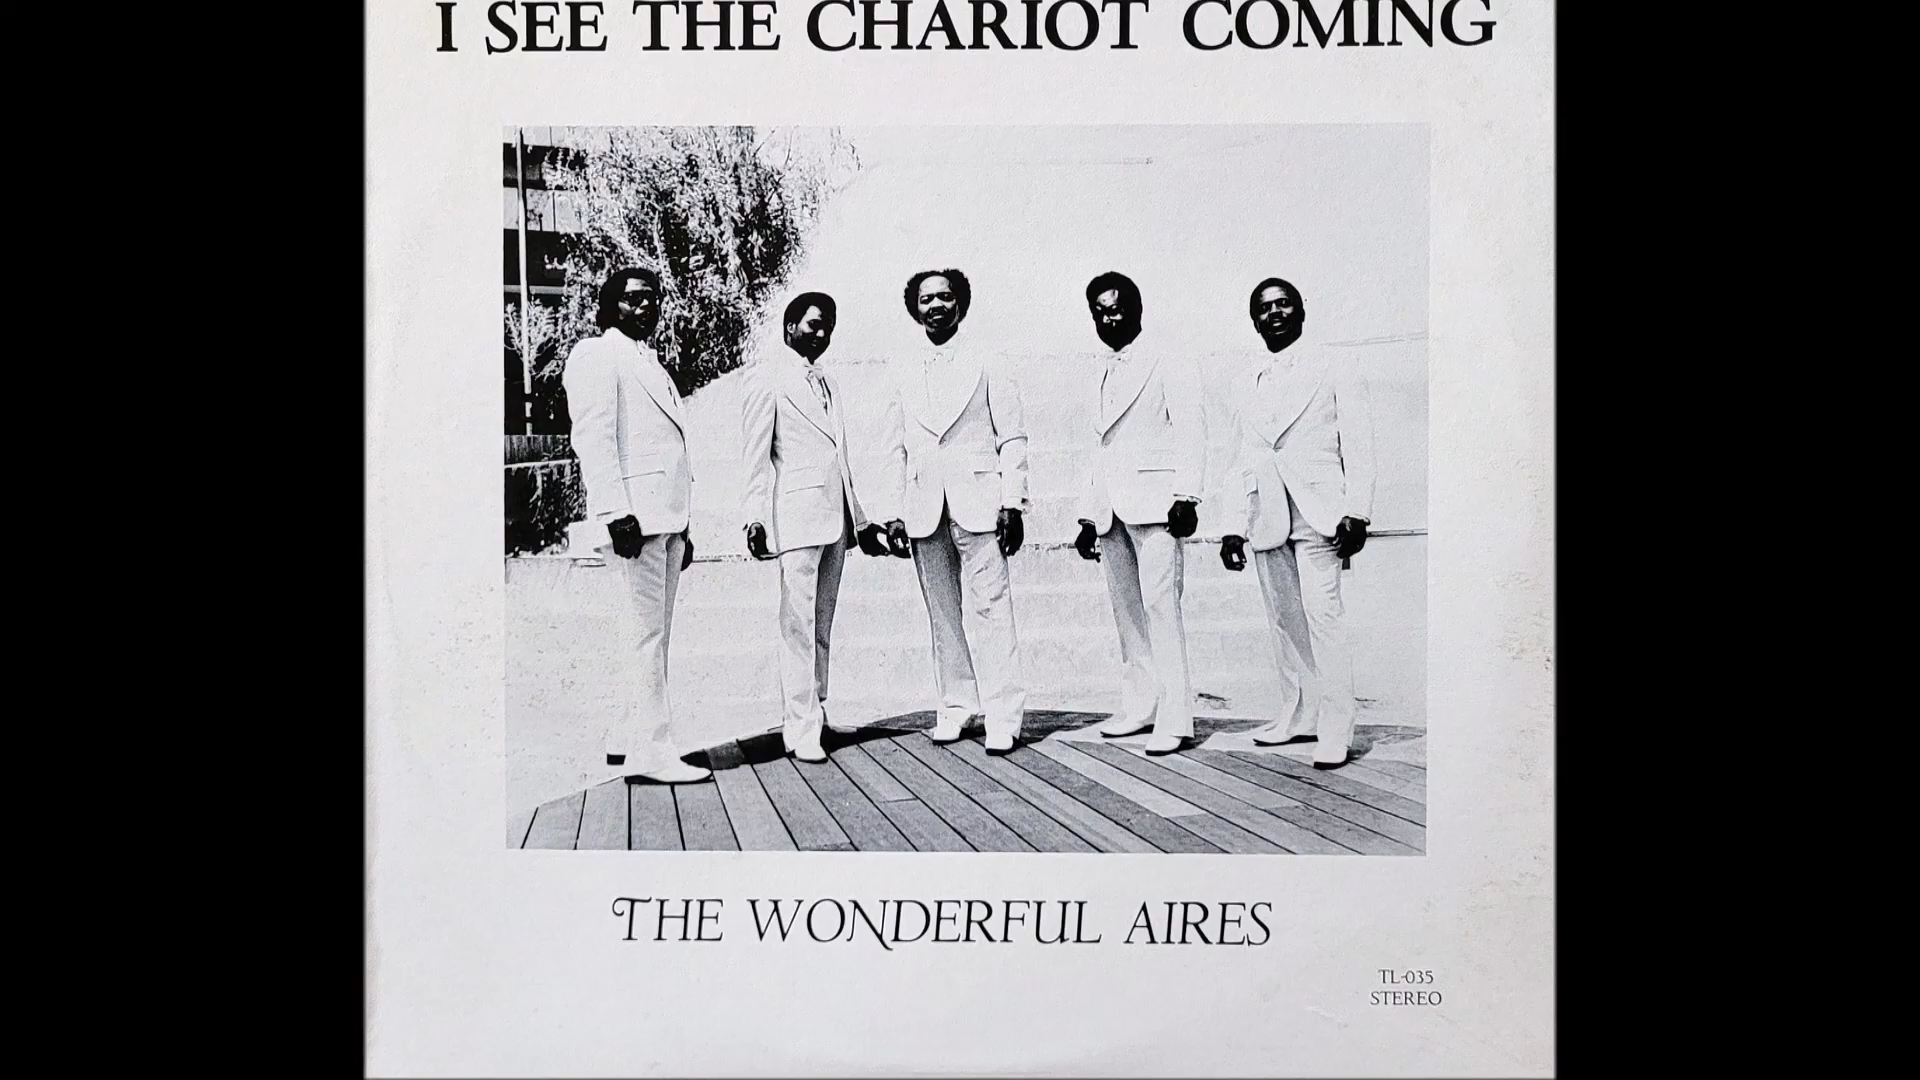 I SEE THE CHARIOT COMING
THE WONDERFUL AIRES
TL-035
STEREO